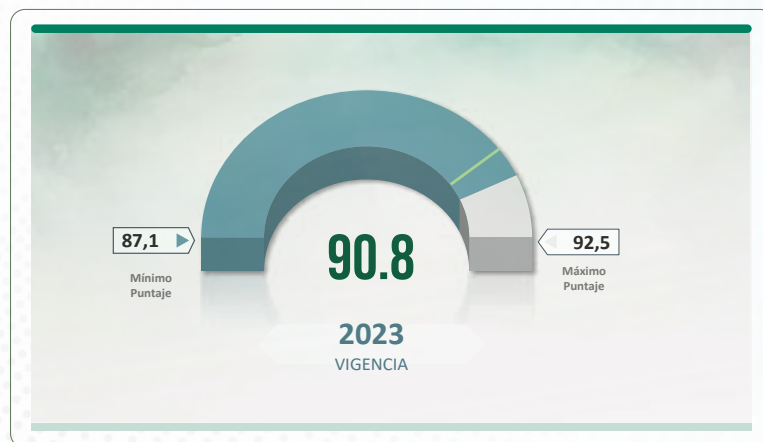 87,1
Mínimo
Puntaje
90.8
92,5
Máximo
Puntaje
2023
VIGENCIA